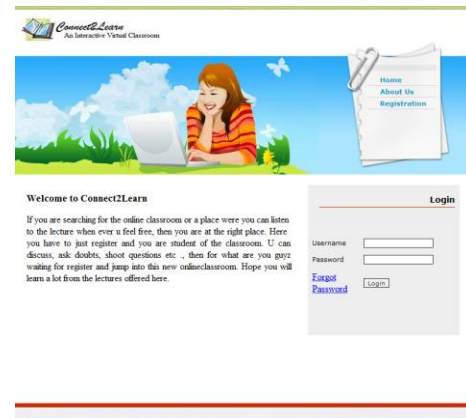 Connect2Learn
An Interactive Virtual Classroom
Home
About Us
Registration
Welcome to Connect2Learn
If you are searching for the online classroom or a place were you can listen
to the lecture when ever u feel free, then you are at the right place. Here
you have to just register and you are student of the classroom. U can
discuss, ask doubts, shoot questions etc ., then for what are you guyz
waiting for register and jump into this new onlineclassroom. Hope you will
learn a lot from the lectures offered here.
Login
Username
Password
Forgot
Password
Login